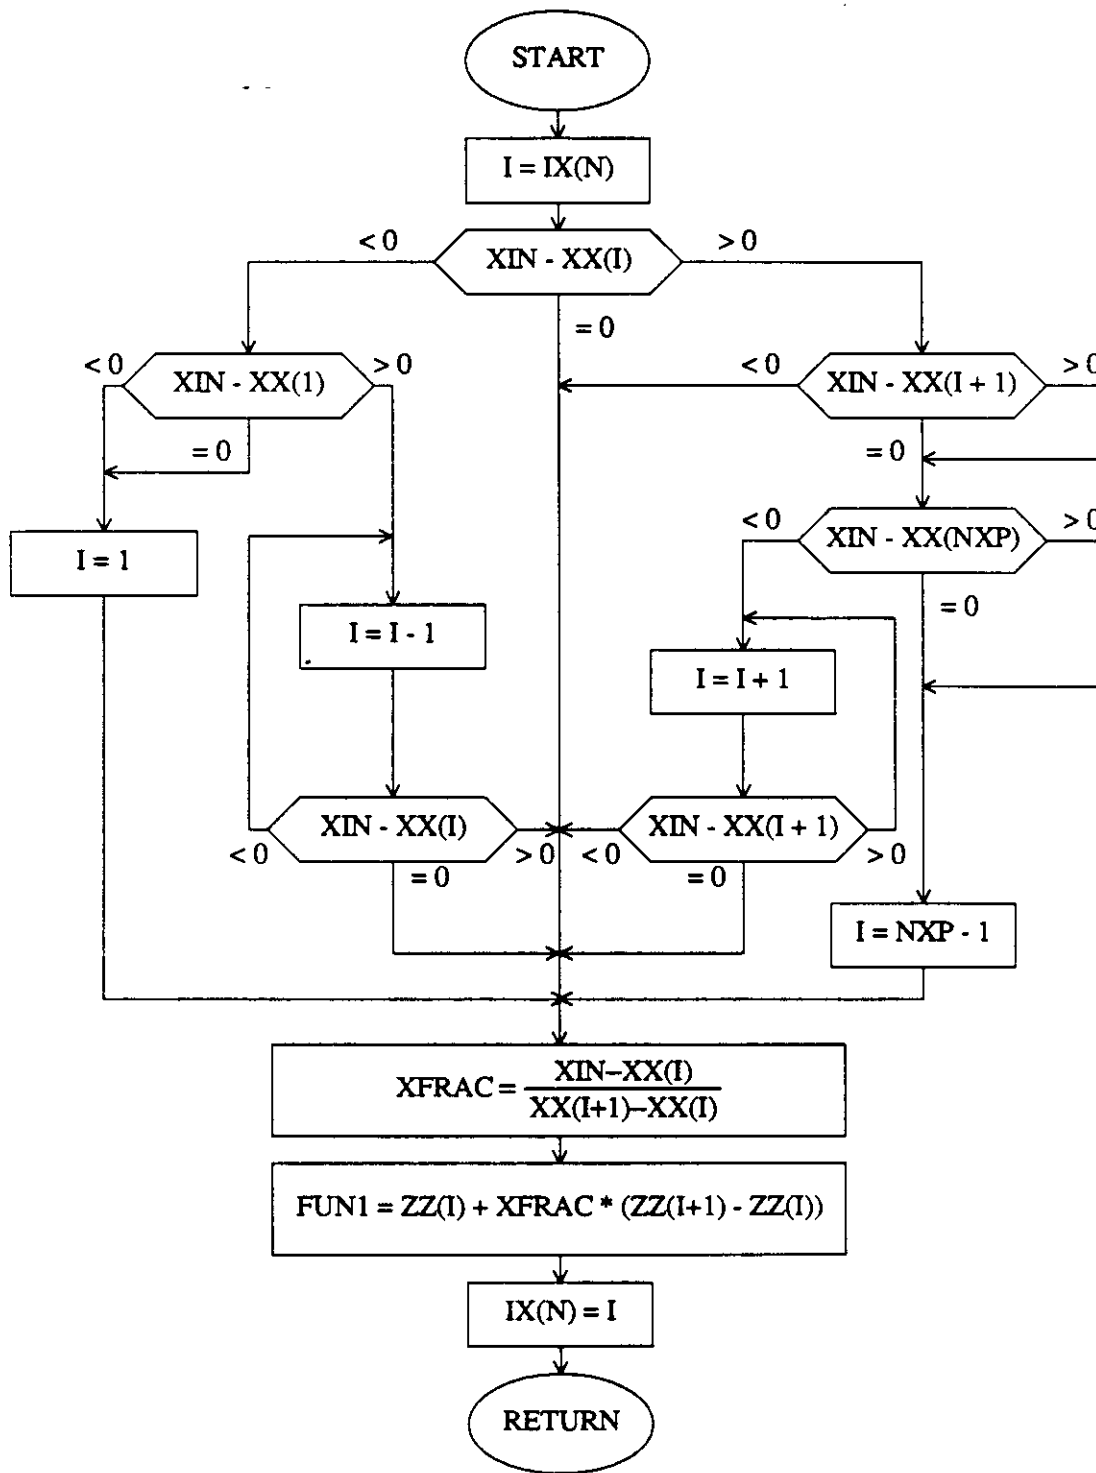 START
I = IX(N)
< 0
XIN - XX(I)
> 0
= 0
< 0
XIN - XX(1)
> 0
= 0
< 0
XIN - XX(I + 1)
> 0
= 0
I = 1
< 0
XIN - XX(NXP)
> 0
= 0
I = I - 1
I = I + 1
XIN - XX(I)
< 0
> 0
= 0
XIN - XX(I + 1)
< 0
> 0
= 0
I = NXP - 1
XFRAC = XIN–XX(I)
XX(I+1)–XX(I)
FUN1 = ZZ(I) + XFRAC * (ZZ(I+1) - ZZ(I))
IX(N) = I
RETURN